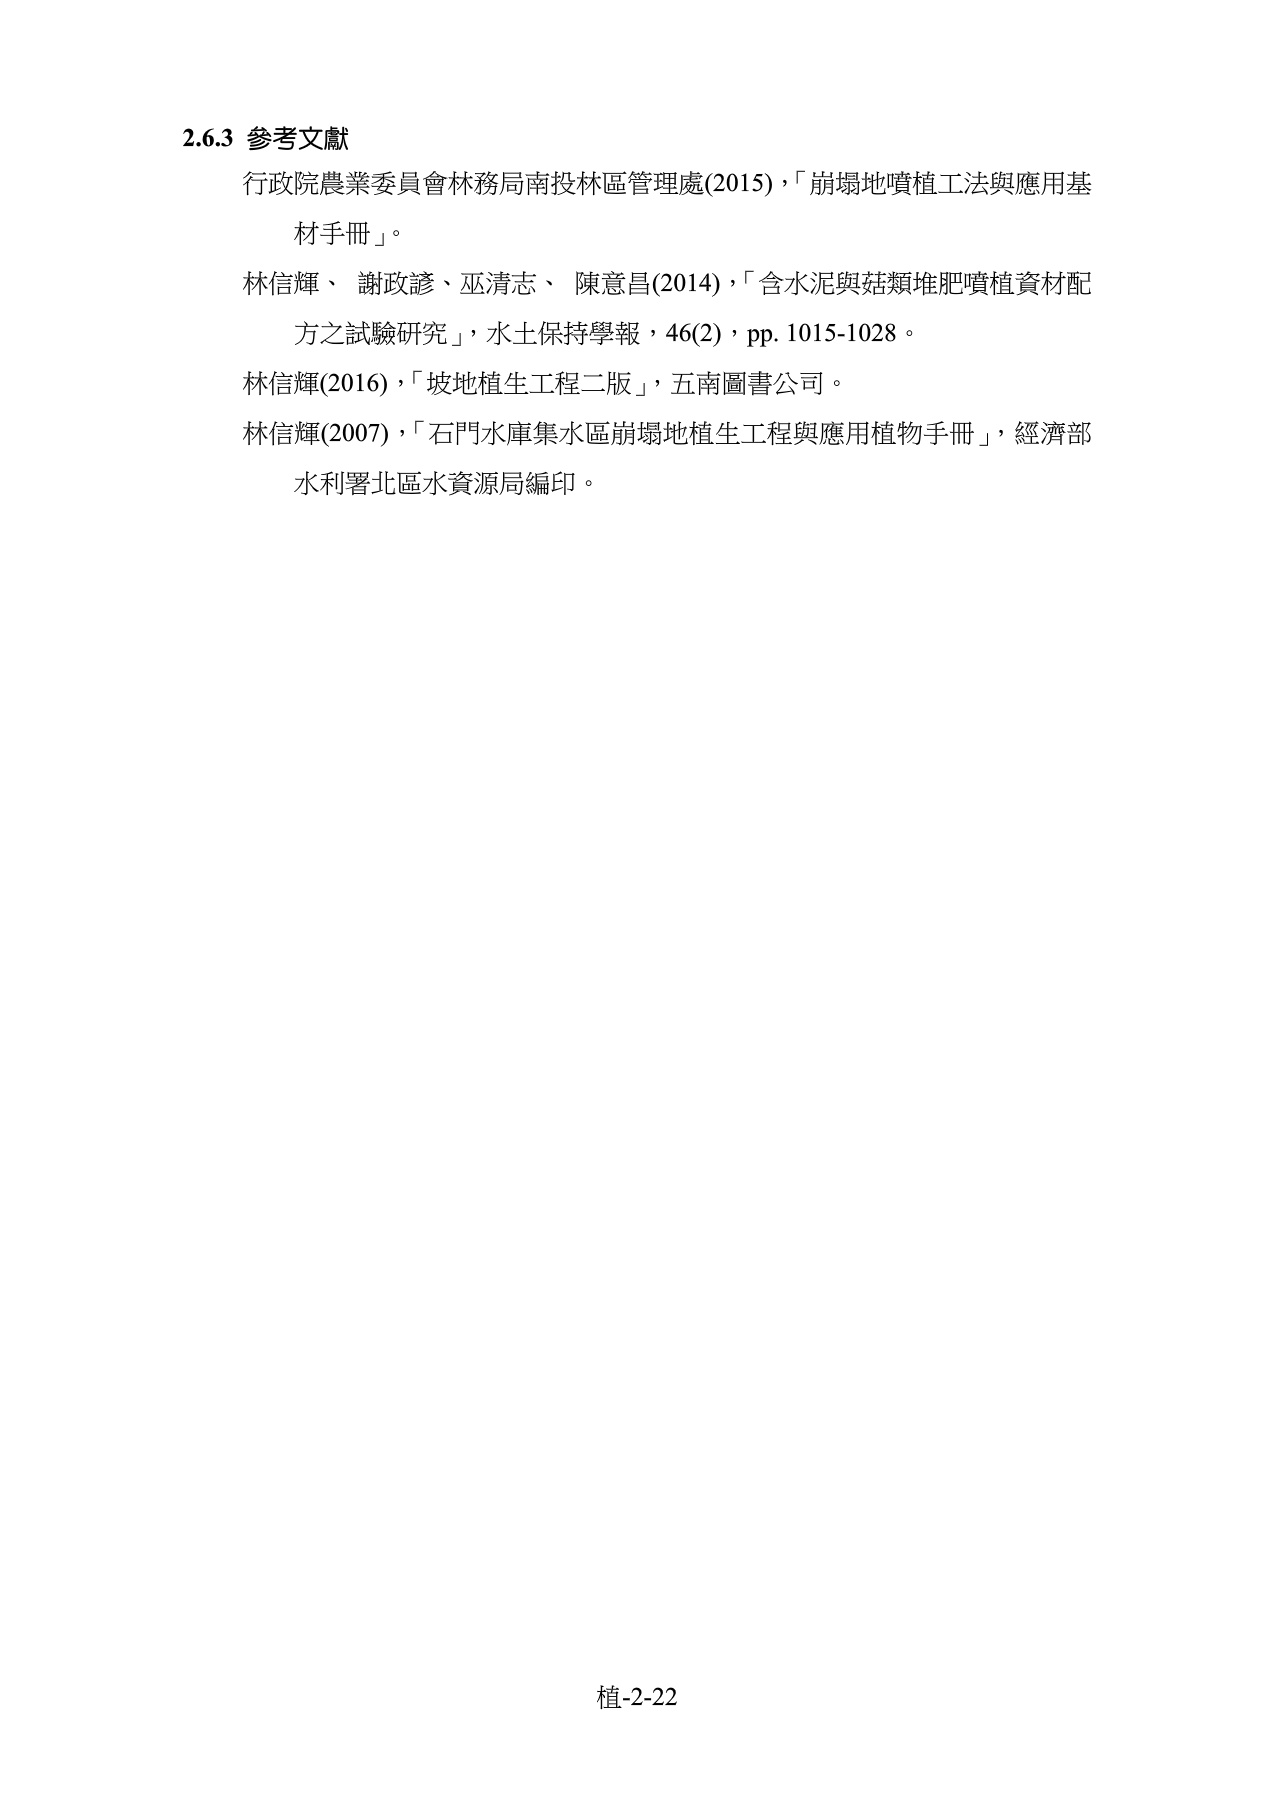 2.6.3 參考文獻
行政院農業委員會林務局南投林區管理處(2015)，「崩塌地噴植工法與應用基
材手冊」。
林信輝、 謝政諺、巫清志、 陳意昌(2014)，「含水泥與菇類堆肥噴植資材配
方之試驗研究」，水土保持學報，46(2)，pp. 1015-1028。
林信輝(2016)，「坡地植生工程二版」，五南圖書公司。
林信輝(2007)，「石門水庫集水區崩塌地植生工程與應用植物手冊」，經濟部
水利署北區水資源局編印。
植-2-22